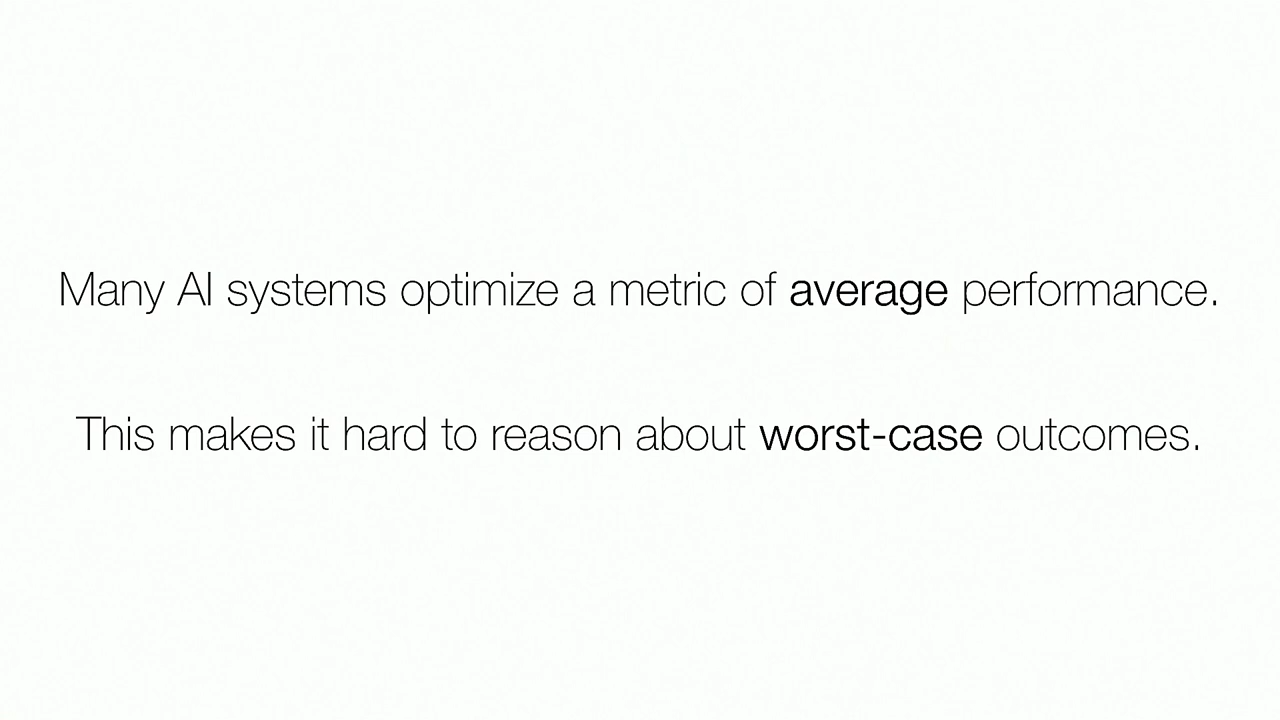 Many AI systems optimize a metric of average performance.
This makes it hard to reason about worst-case outcomes.